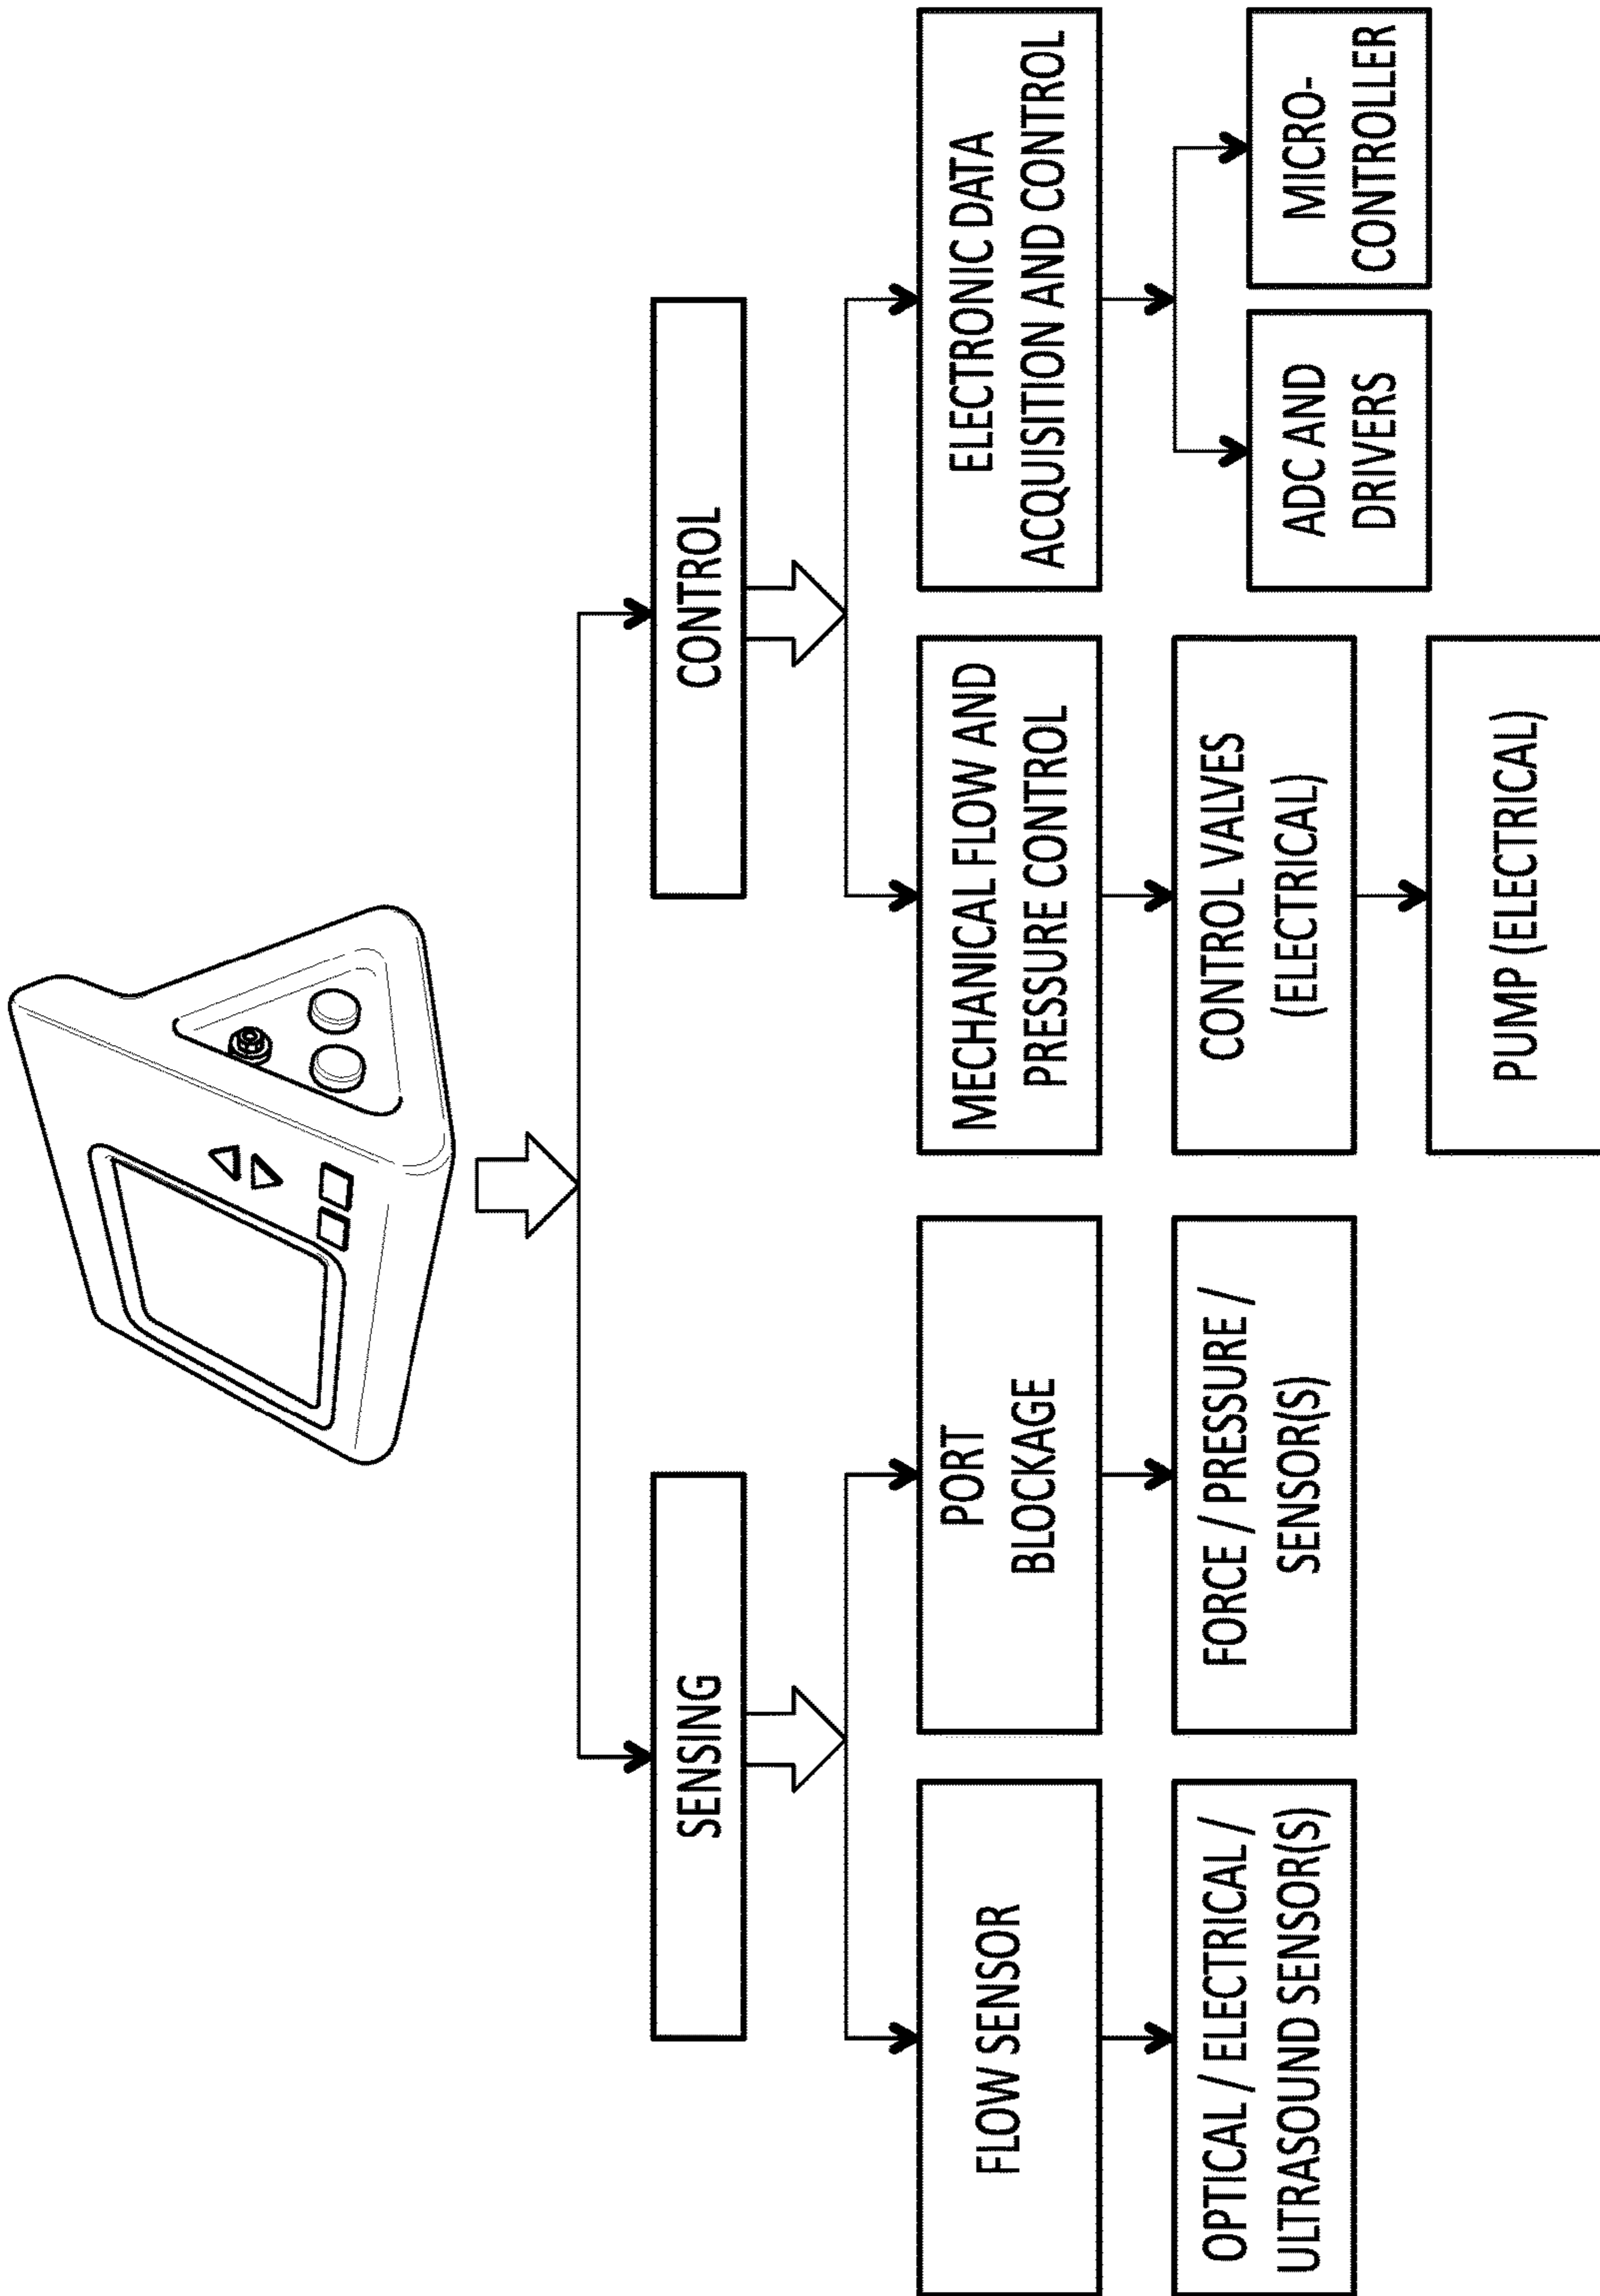 SENSING
CONTROL
FLOW SENSOR
PORT
BLOCKAGE
MECHANICAL FLOW AND
PRESSURE CONTROL
ELECTRONIC DATA
ACQUISITION AND CONTROL
OPTICAL / ELECTRICAL /
ULTRASOUND SENSOR(S)
FORCE / PRESSURE /
SENSOR(S)
CONTROL VALVES
(ELECTRICAL)
ADC AND
DRIVERS
MICRO-
CONTROLLER
PUMP (ELECTRICAL)